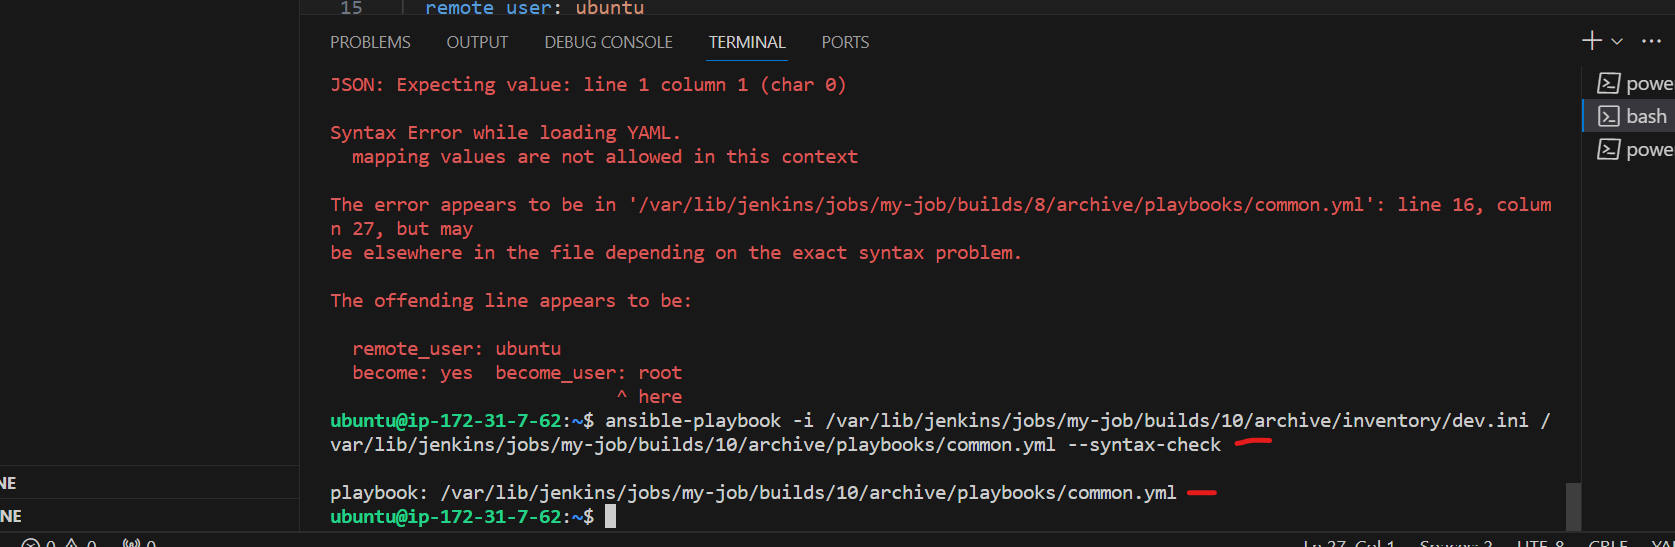 15 remote_user: ubuntu
PROBLEMS OUTPUT DEBUG CONSOLE TERMINAL PORTS
JSON: Expecting value: line 1 column 1 (char 0)
Syntax Error while loading YAML.
mapping values are not allowed in this context
The error appears to be in '/var/lib/jenkins/jobs/my-job/builds/8/archive/playbooks/common.yml': line 16, colum
n 27, but may
be elsewhere in the file depending on the exact syntax problem.
The offending line appears to be:
remote_user: ubuntu
become: yes  become_user: root
^ here
ubuntu@ip-172-31-7-62:~$ ansible-playbook -i /var/lib/jenkins/jobs/my-job/builds/10/archive/inventory/dev.ini /
var/lib/jenkins/jobs/my-job/builds/10/archive/playbooks/common.yml --syntax-check
playbook: /var/lib/jenkins/jobs/my-job/builds/10/archive/playbooks/common.yml
ubuntu@ip-172-31-7-62:~$
powe
bash
powe
NE
NE
0 0 0 Ln 27, Col 1 Spaces: 2 UTF-8 CRLF YA